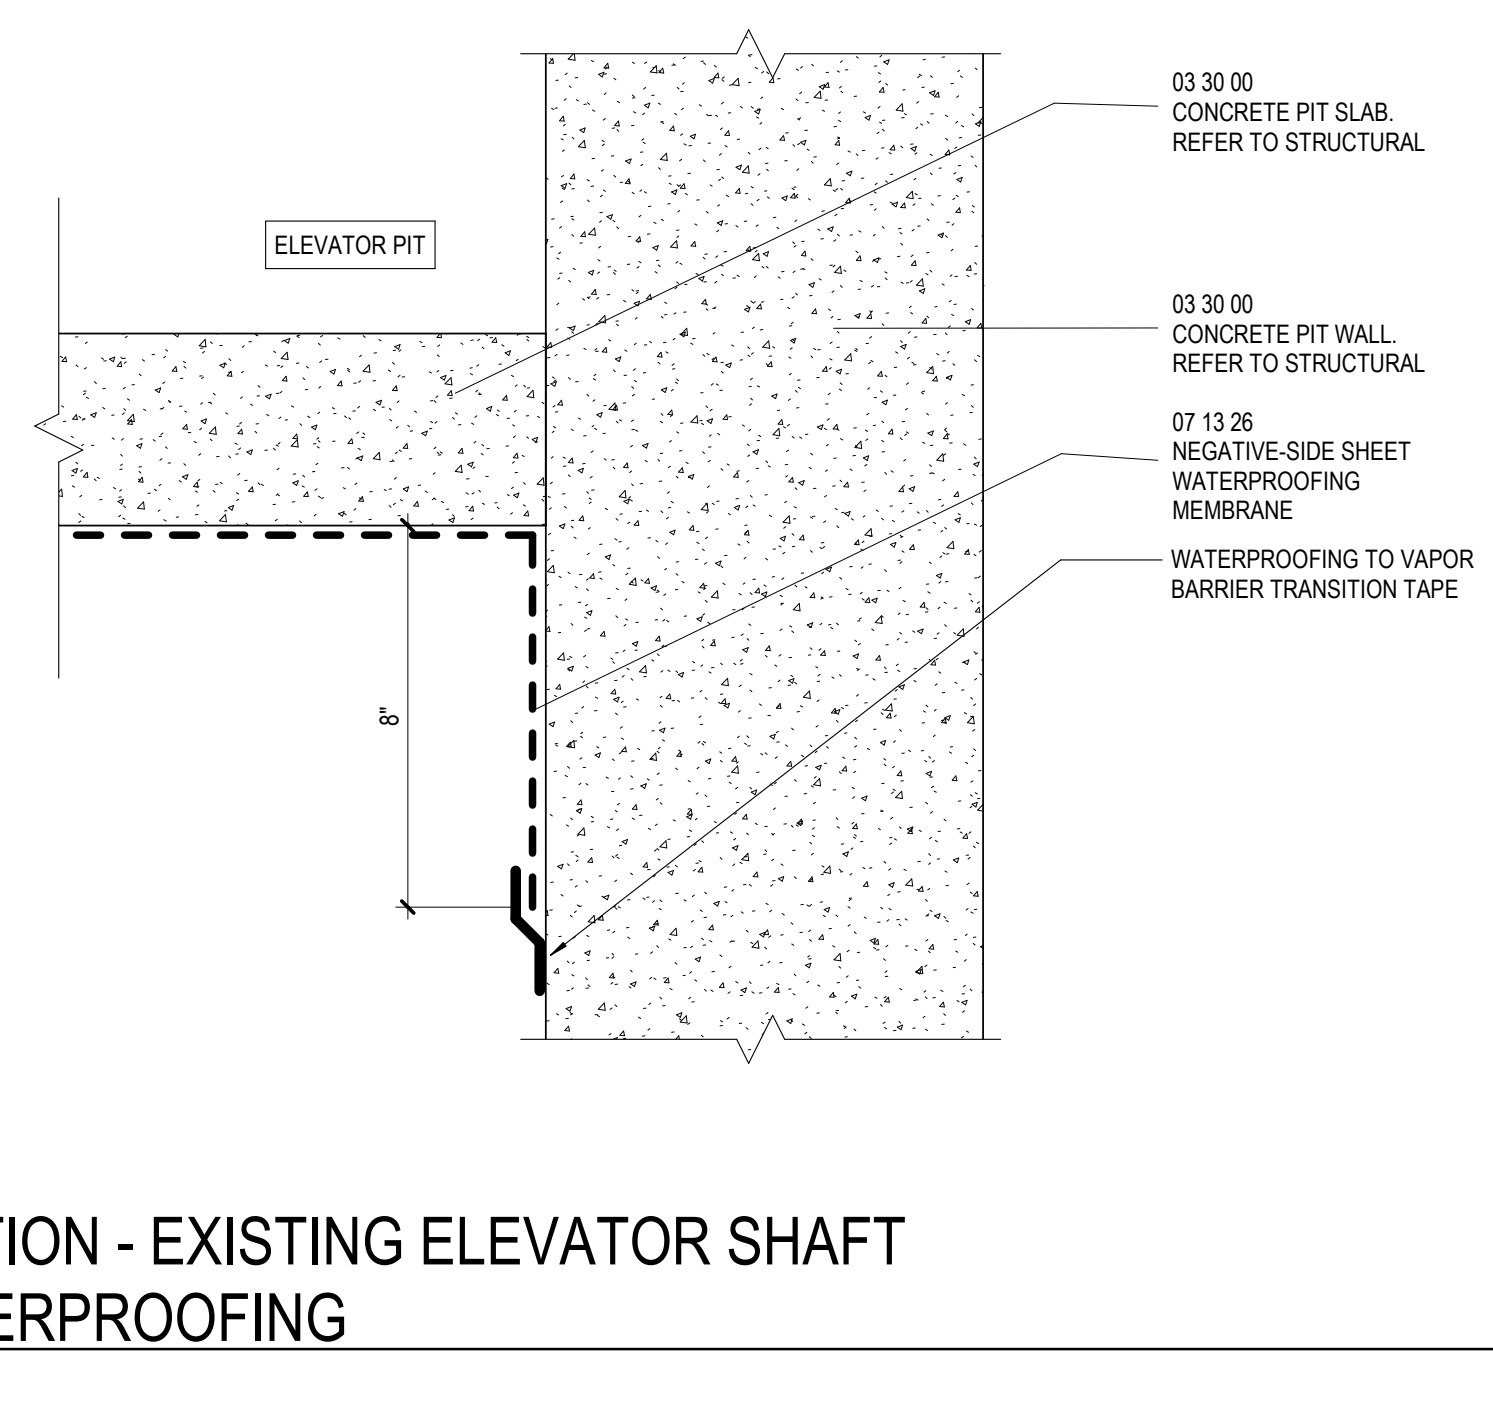 03 30 00
CONCRETE PIT SLAB.
REFER TO STRUCTURAL
ELEVATOR PIT
03 30 00
CONCRETE PIT WALL.
REFER TO STRUCTURAL
07 13 26
NEGATIVE-SIDE SHEET
WATERPROOFING
MEMBRANE
WATERPROOFING TO VAPOR
BARRIER TRANSITION TAPE
8"
TION - EXISTING ELEVATOR SHAFT
ERPROOFING